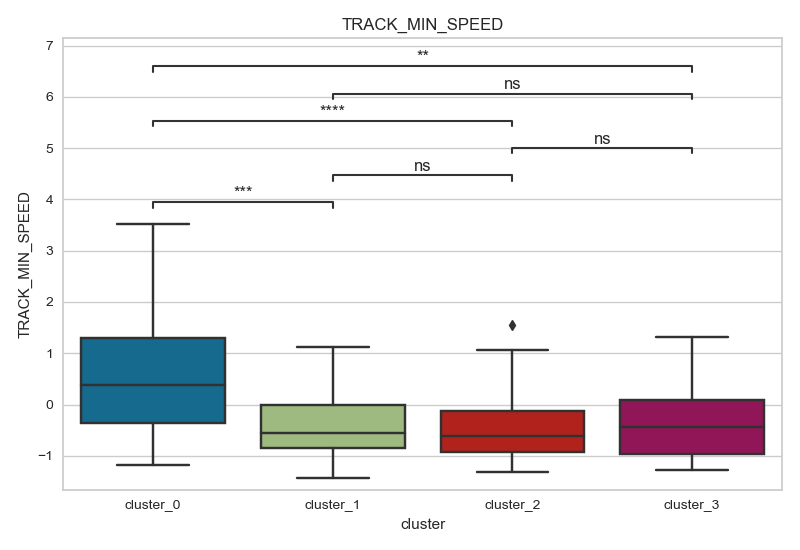 TRACK_MIN_SPEED
7
6
5
4
3
2
1
0
−1
TRACK_MIN_SPEED
**
ns
****
ns
ns
***
cluster_0 cluster_1 cluster_2 cluster_3
cluster